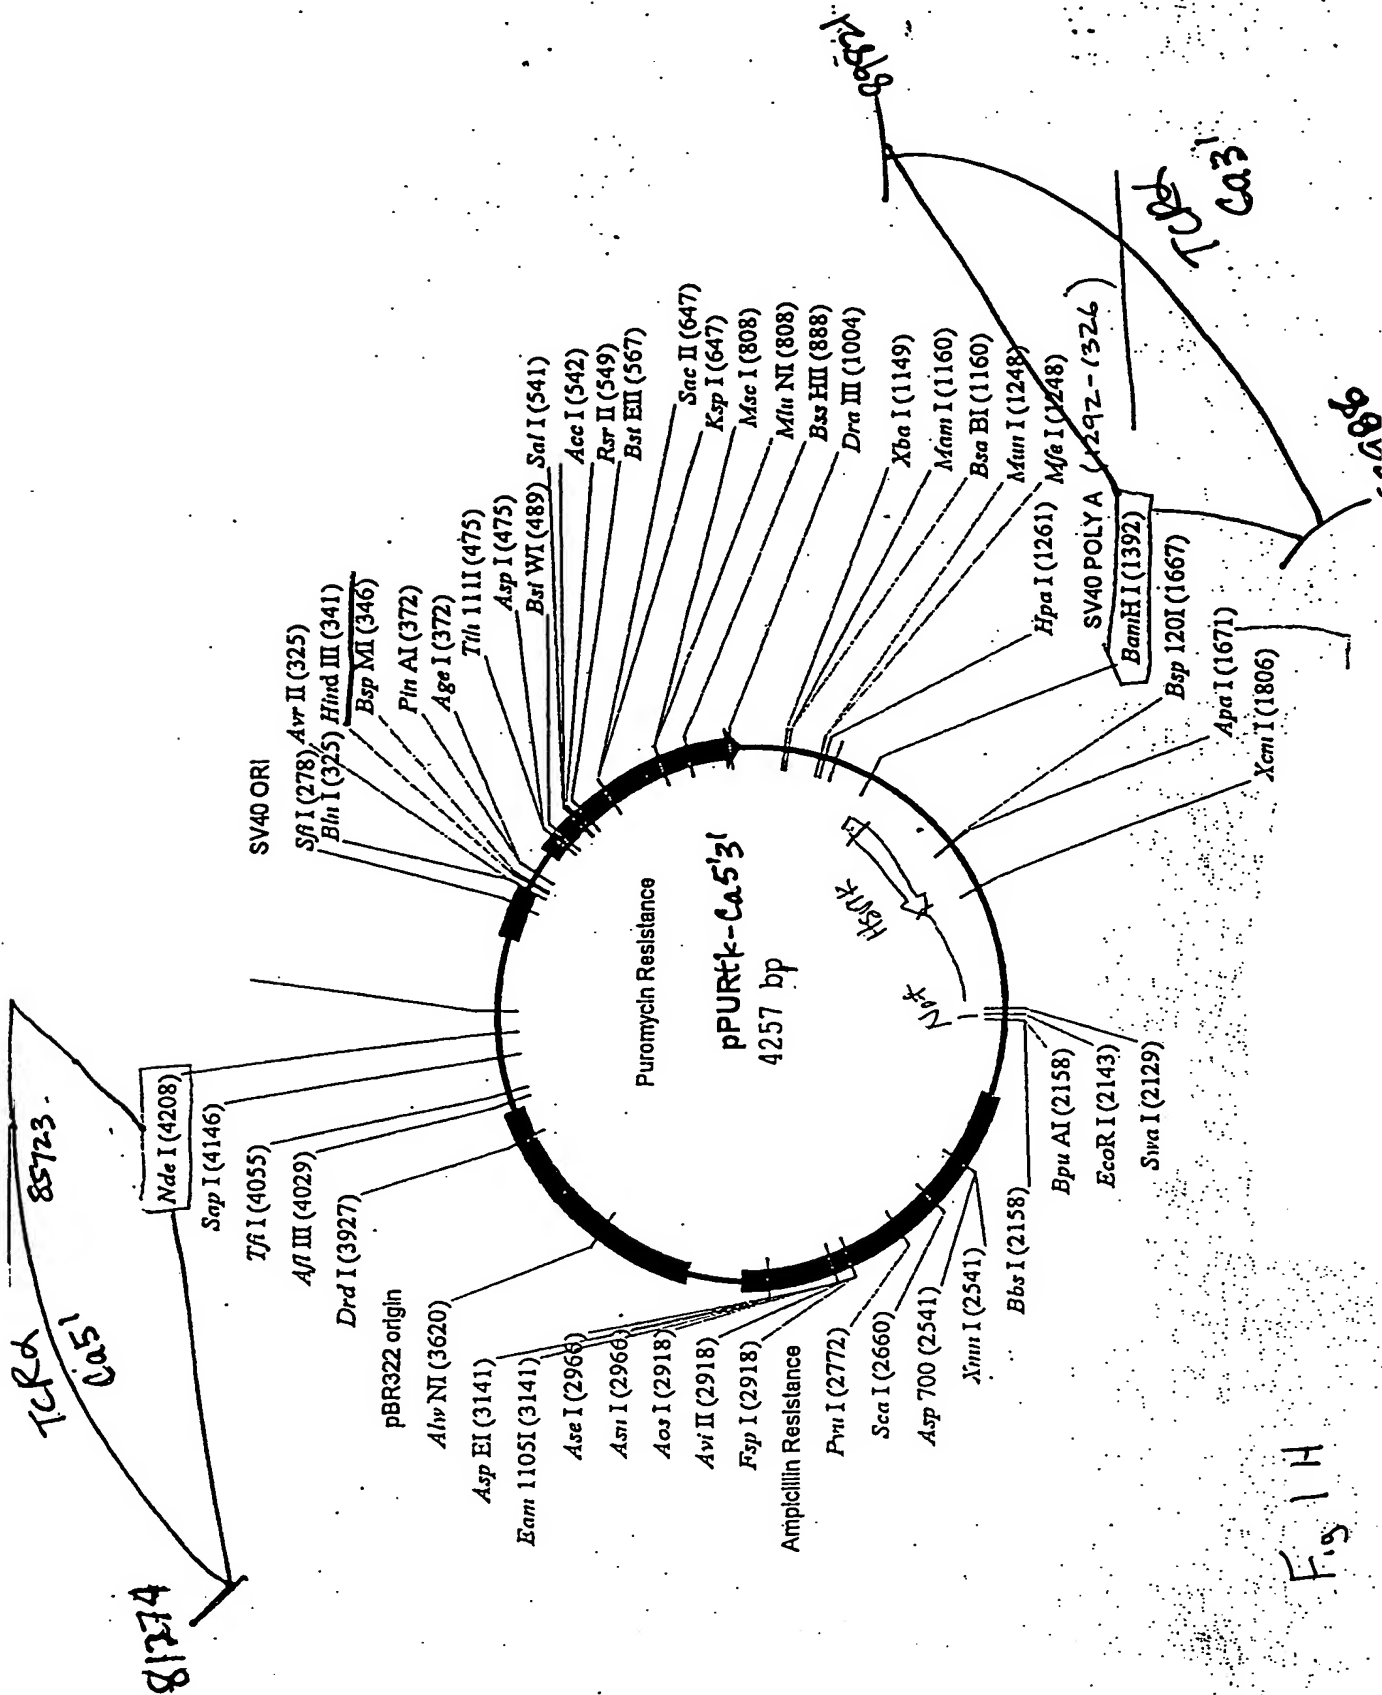 TCRα
Ca5'
85723.
81274
Nde I (4208)
Sap I (4146)
Tfi I (4055)
Afl III (4029)
Drd I (3927)
pBR322 origin
Alw NI (3620)
Asp EI (3141)
Eam 1105I (3141)
Ase I (2966)
Asn I (2966)
Aos I (2918)
Avi II (2918)
Fsp I (2918)
Ampicillin Resistance
Pvu I (2772)
Sca I (2660)
Asp 700 (2541)
Xmn I (2541)
Bbs I (2158)
Bpu AI (2158)
EcoR I (2143)
Swa I (2129)
SV40 ORI
Sfi I (278)
Bln I (325)
Avr II (325)
Hind III (341)
Bsp MI (346)
Pin AI (372)
Age I (372)
Tth 111I (475)
Asp I (475)
Bst WI (489)
Sal I (541)
Acc I (542)
Rsr II (549)
Bst EII (567)
Sac II (647)
Ksp I (647)
Msc I (808)
Mlu NI (808)
Bss HII (888)
Dra III (1004)
Xba I (1149)
Mam I (1160)
Bsa BI (1160)
Mun I (1248)
Mfe I (1248)
Hpa I (1261)
SV40 POLY A (1292-1326)
BamH I (1392)
Bsp 120I (1667)
Apa I (1671)
Xcm I (1806)
Puromycin Resistance
pPURtk-Ca5'3'
4257 bp
HSVTK
Not
TCRα
Ca3'
Fig 1H